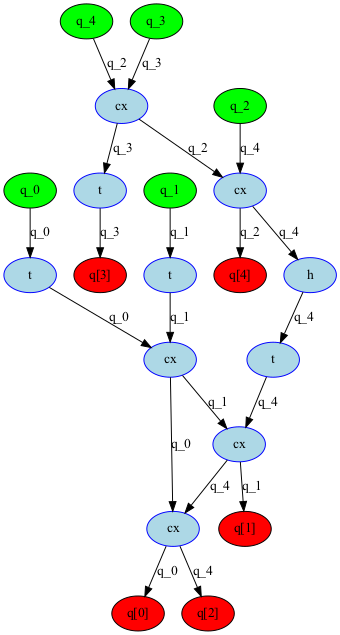 q_4 q_3
q_2 q_3
cx q_2
q_3 q_2 q_4
q_0 t q_1 cx
q_0 q_3 q_1 q_2 q_4
t q[3] t q[4] h
q_0 q_1 q_4
cx t
q_1 q_4
q_0 cx
q_4 q_1
cx q[1]
q_0 q_4
q[0] q[2]